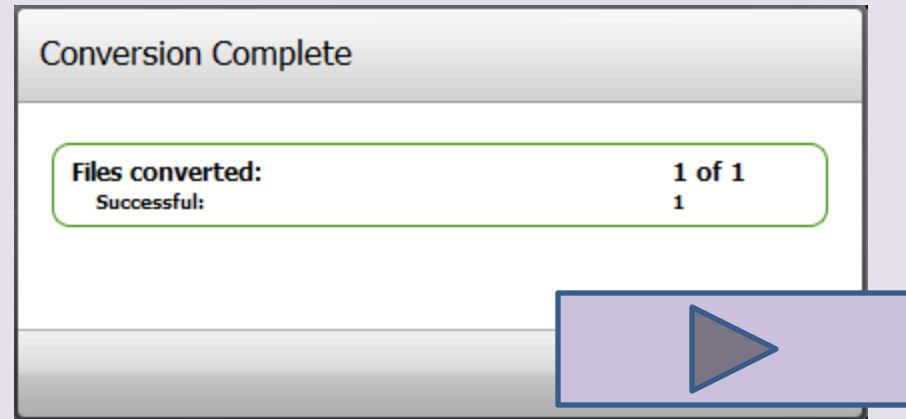 Conversion Complete
Files converted: 1 of 1
Successful: 1